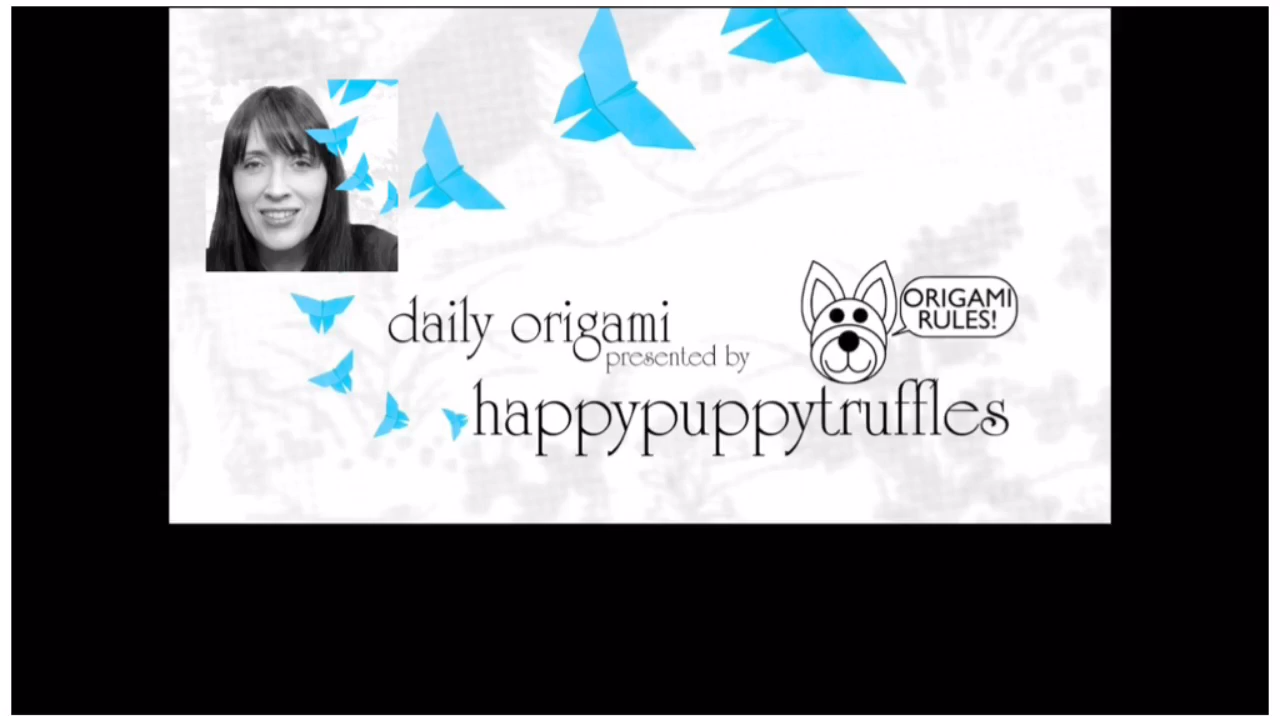 ORIGAMI
RULES!
daily origami
presented by
happypuppytruffles